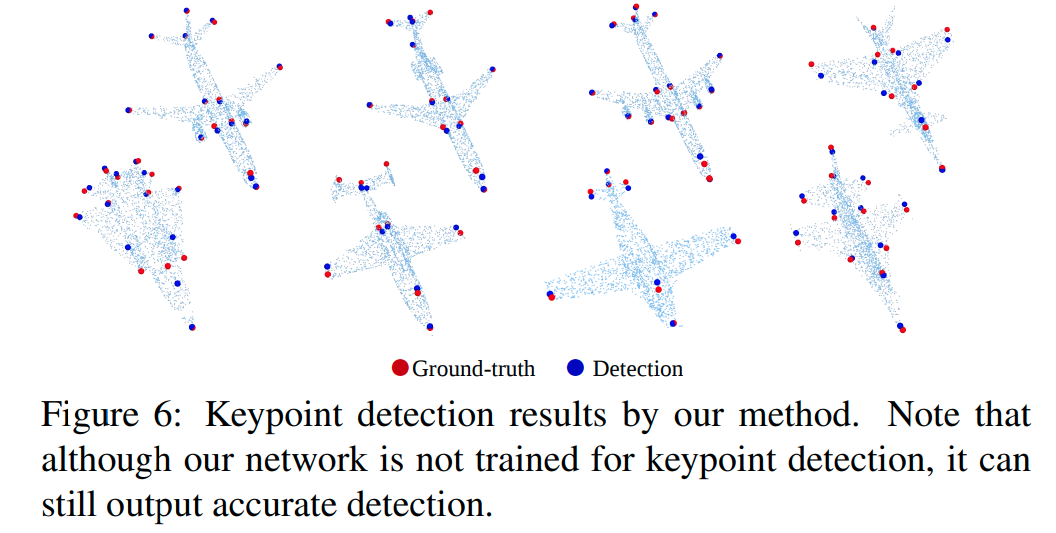 Ground-truth Detection
Figure 6: Keypoint detection results by our method. Note that
although our network is not trained for keypoint detection, it can
still output accurate detection.